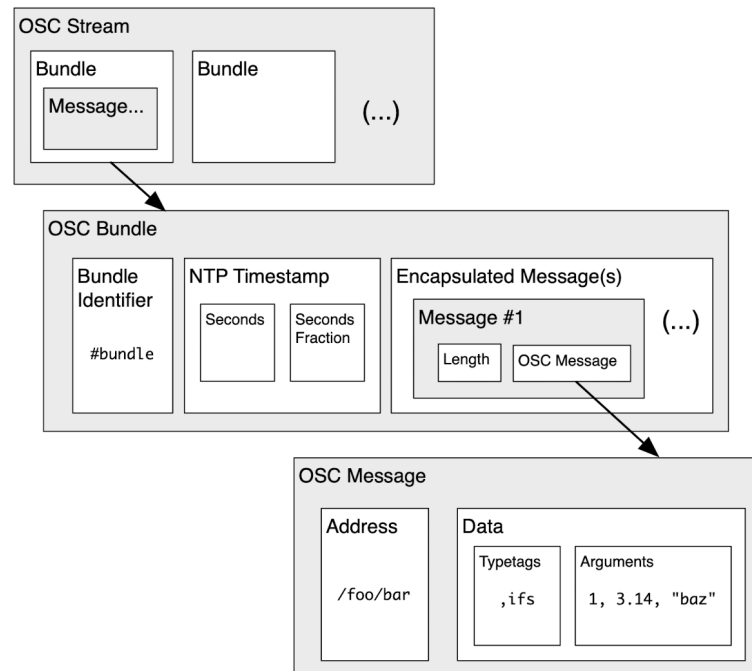 OSC Stream
Bundle
Message...
Bundle
(...)
OSC Bundle
Bundle
Identifier
#bundle
NTP Timestamp
Seconds
Seconds
Fraction
Encapsulated Message(s)
Message #1
Length
OSC Message
(...)
OSC Message
Address
/foo/bar
Data
Typetags
,ifs
Arguments
1, 3.14, "baz"